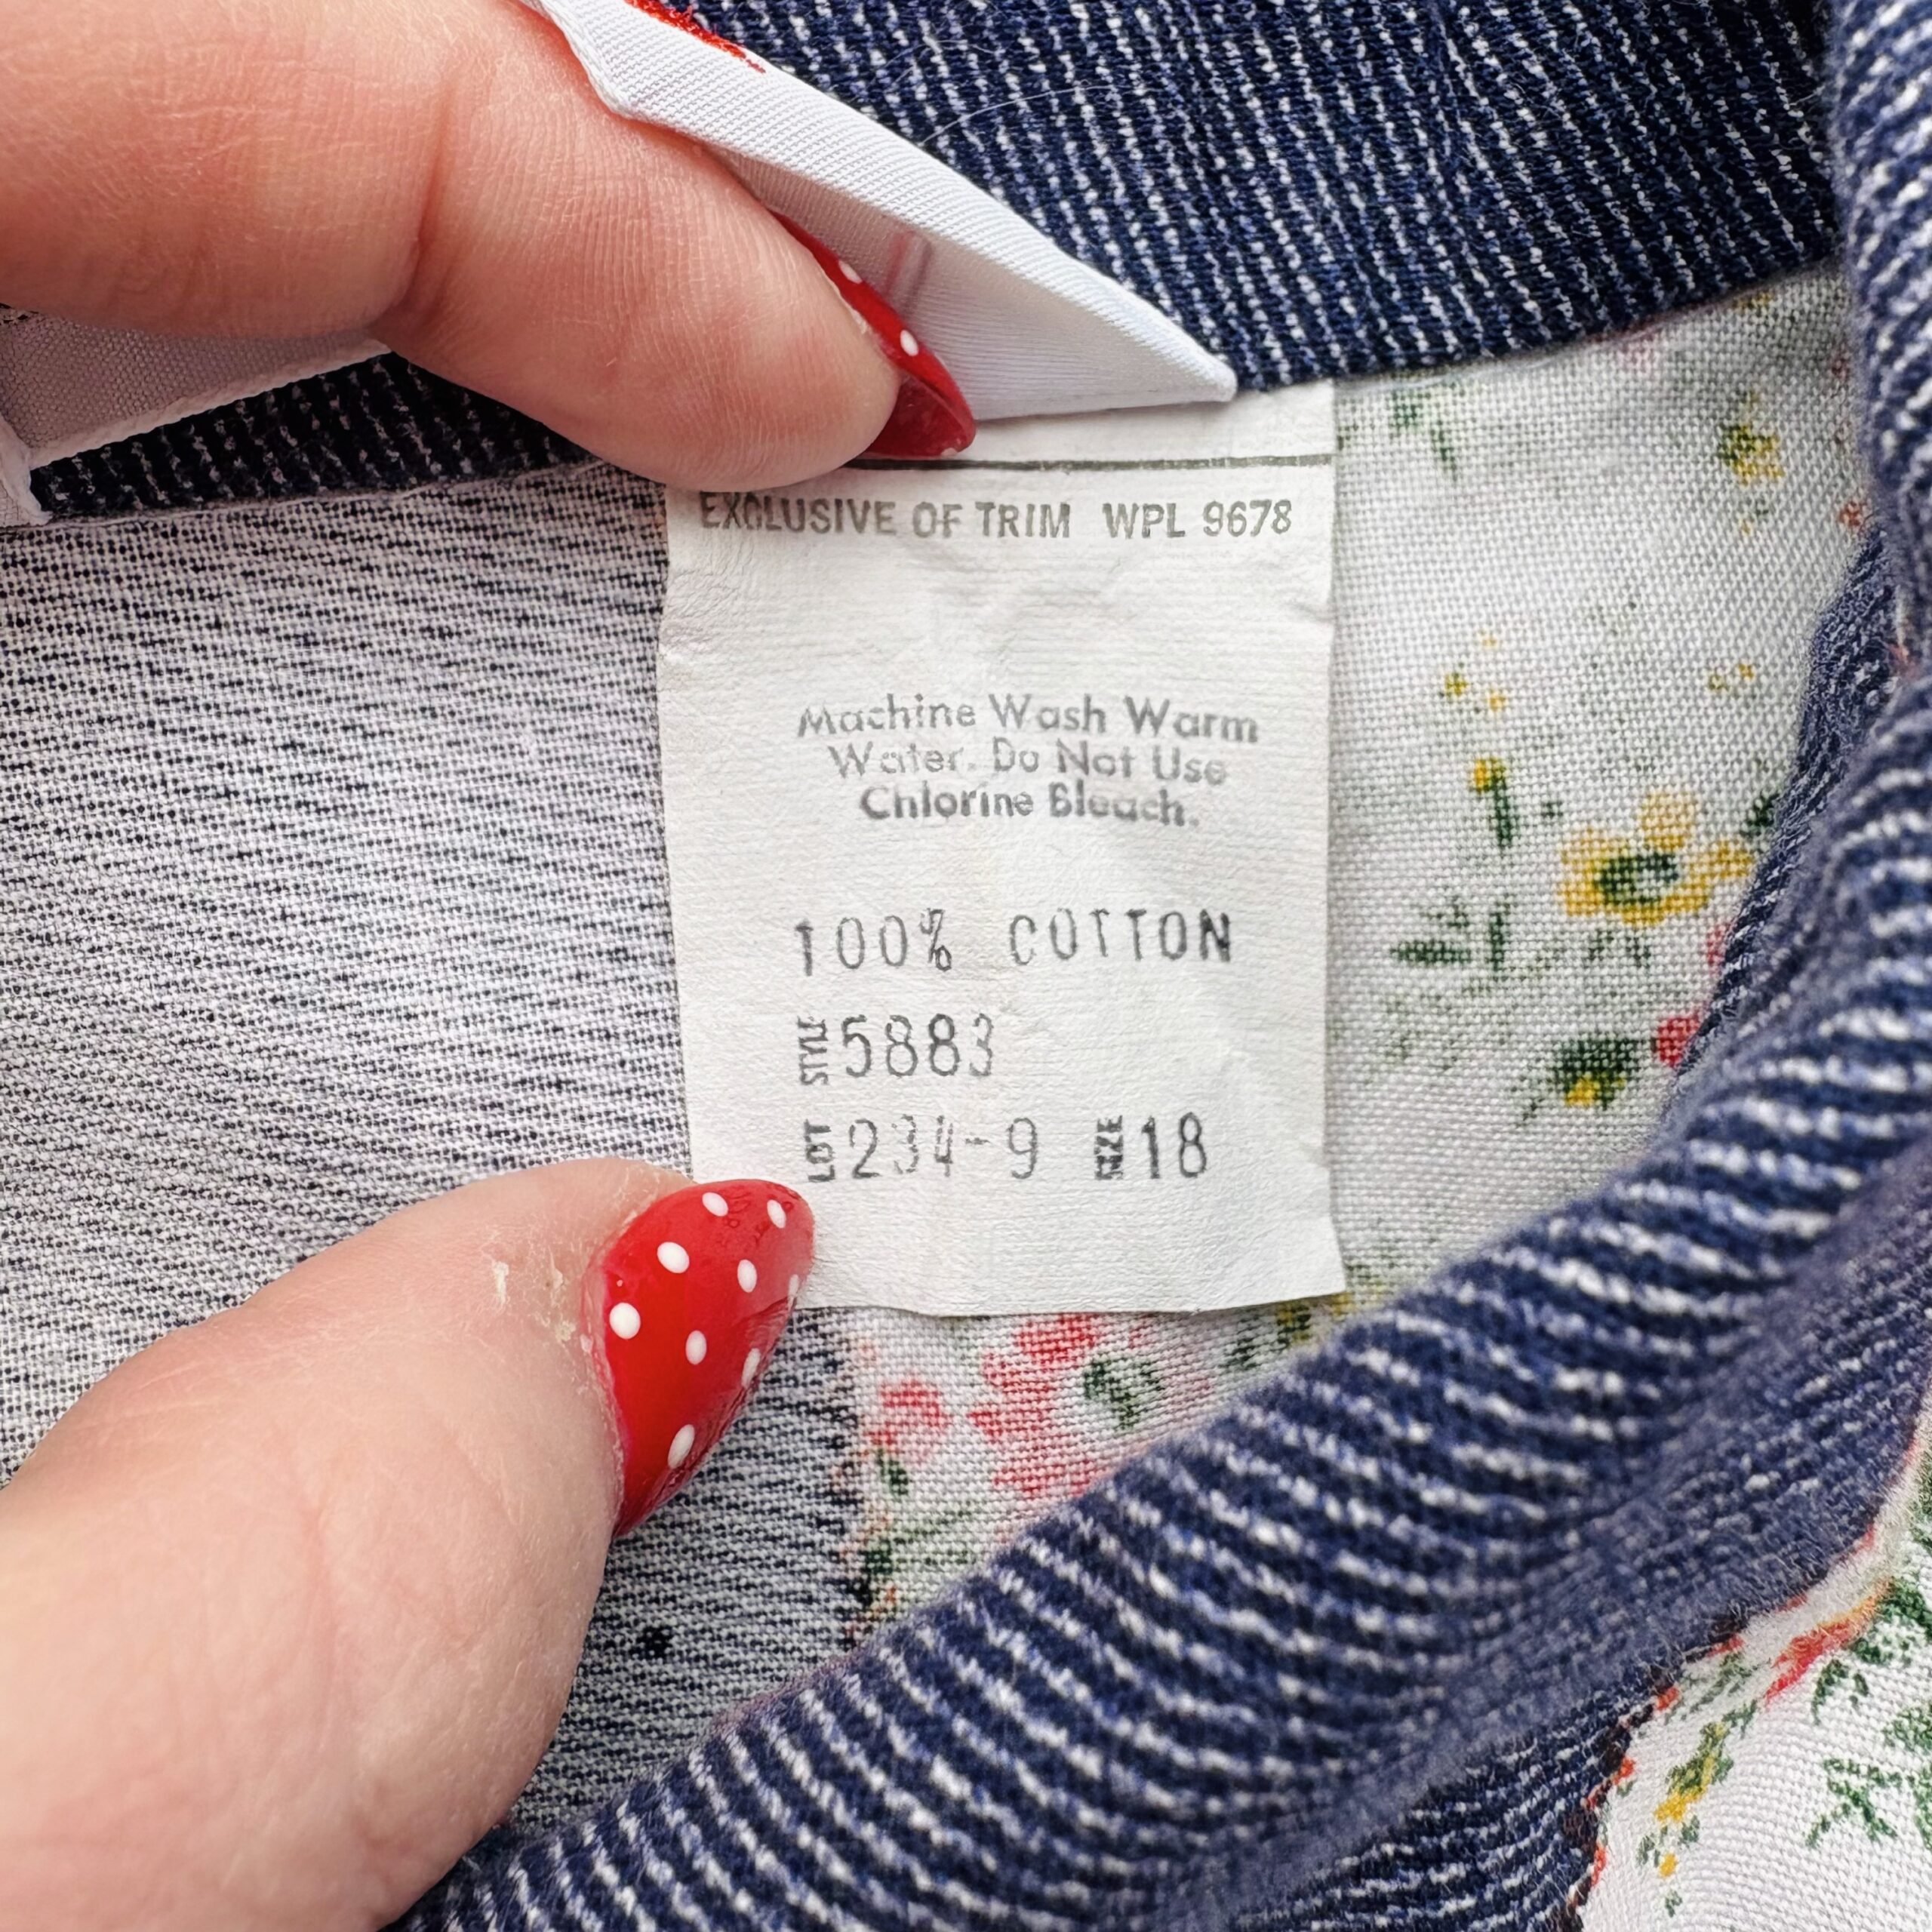 EXCLUSIVE OF TRIM WPL 9678
Machine Wash Warm
Water. Do Not Use
Chlorine Bleach.
100% COTTON
STYLE 5883
LOT 234-9 SIZE 18